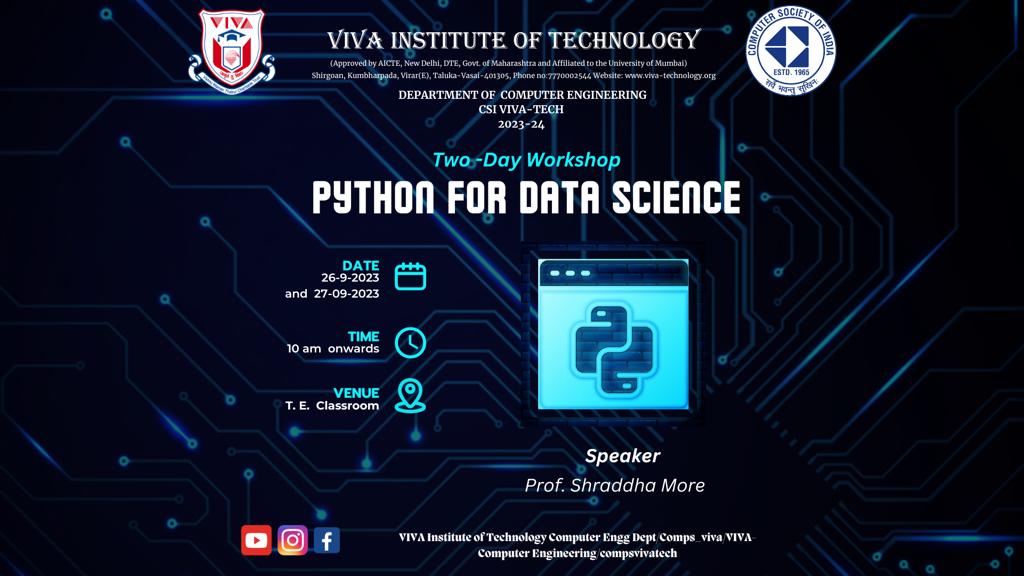 VIVA
VIVA INSTITUTE OF TECHNOLOGY
(Approved by AICTE, New Delhi, DTE, Govt. of Maharashtra and Affiliated to the University of Mumbai)
Shirgoan, Kumbharpada, Virar(E), Taluka-Vasai-401305, Phone no:7770002544 Website: www.viva-technology.org
COMPUTER SOCIETY OF INDIA
ESTD. 1965
सर्वे भवन्तु सुखिनः
DEPARTMENT OF COMPUTER ENGINEERING
CSI VIVA-TECH
2023-24
Two -Day Workshop
PYTHON FOR DATA SCIENCE
DATE
26-9-2023
and 27-09-2023
TIME
10 am onwards
VENUE
T. E. Classroom
Speaker
Prof. Shraddha More
VIVA Institute of Technology Computer Engg Dept/Comps_viva/VIVA-
Computer Engineering/compsvivatech